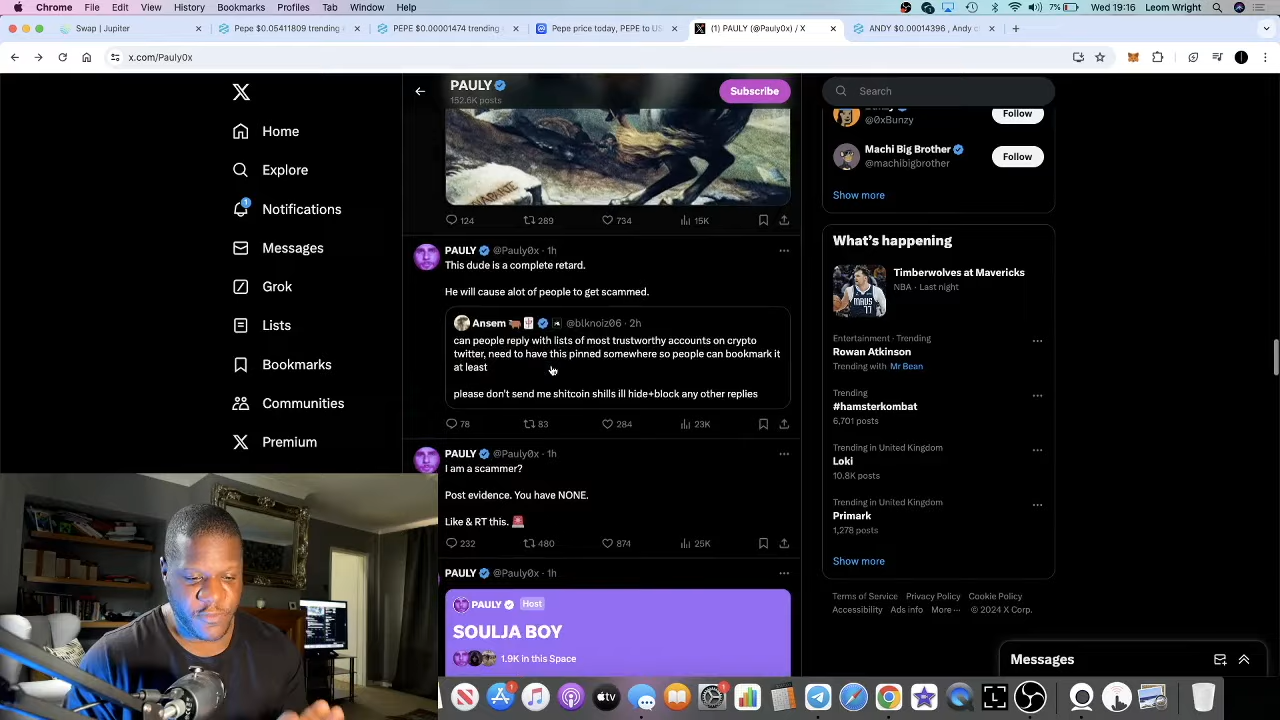 Chrome File Edit View History Bookmarks Profiles Tab Window Help
7% Wed 29 19:16 Leom Wright
Swap | Jupiter
Pepe $0.05411809 trending
PEPE $0.00001474 trending
Pepe price today, PEPE to US
(1) PAULY (@Pauly0x) / X
ANDY $0.00014396 , Andy c
x.com/Pauly0x
Home
Explore
1
Notifications
Messages
Grok
Lists
Bookmarks
Communities
Premium
PAULY
152.6K posts
Subscribe
124 289 734 15K
PAULY @Pauly0x · 1h
This dude is a complete retard.
He will cause alot of people to get scammed.
Ansem @blknoiz06 · 2h
can people reply with lists of most trustworthy accounts on crypto
twitter, need to have this pinned somewhere so people can bookmark it
at least
please don't send me shitcoin shills ill hide+block any other replies
78 83 284 23K
PAULY @Pauly0x · 1h
I am a scammer?
Post evidence. You have NONE.
Like & RT this. 🚨
232 480 874 25K
PAULY @Pauly0x · 1h
PAULY Host
SOULJA BOY
1.9K in this Space
Search
@0xBunzy
Follow
Machi Big Brother
@machibigbrother
Follow
Show more
What's happening
Timberwolves at Mavericks
NBA · Last night
MAVS
77
Entertainment · Trending
Rowan Atkinson
Trending with Mr Bean
Trending
#hamsterkombat
6,701 posts
Trending in United Kingdom
Loki
10.8K posts
Trending in United Kingdom
Primark
1,278 posts
Show more
Terms of Service Privacy Policy Cookie Policy
Accessibility Ads info More ··· © 2024 X Corp.
Messages
tv